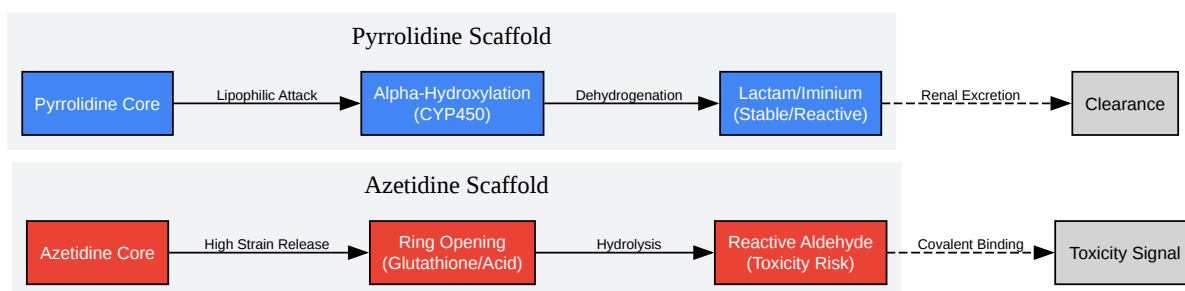 Pyrrolidine Scaffold
Pyrrolidine Core
Lipophilic Attack
Alpha-Hydroxylation
(CYP450)
Dehydrogenation
Lactam/Iminium
(Stable/Reactive)
Renal Excretion
Clearance
Azetidine Scaffold
Azetidine Core
High Strain Release
Ring Opening
(Glutathione/Acid)
Hydrolysis
Reactive Aldehyde
(Toxicity Risk)
Covalent Binding
Toxicity Signal